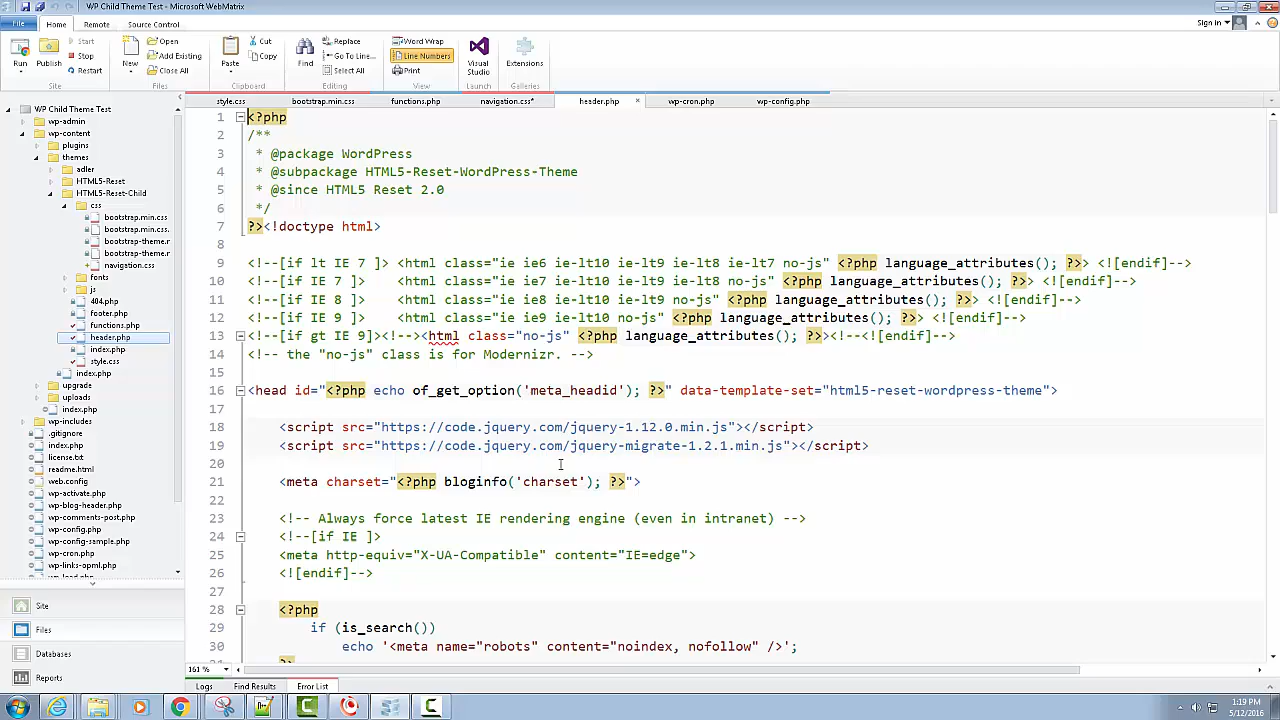 WP Child Theme Test - Microsoft WebMatrix
File Home Remote Source Control
Sign in
Run
Publish
Start
Stop
Restart
Site
New
Open
Add Existing
Close All
Files
Paste
Cut
Copy
Clipboard
Find
Replace
Go To Line...
Select All
Editing
Word Wrap
Line Numbers
Print
View
Visual
Studio
Launch
Extensions
Galleries
WP Child Theme Test
wp-admin
wp-content
plugins
themes
adler
HTML5-Reset
HTML5-Reset-Child
css
bootstrap.min.css.
bootstrap.min.css.
bootstrap-theme.r
bootstrap-theme.r
navigation.css
fonts
js
404.php
footer.php
functions.php
header.php
index.php
style.css
index.php
upgrade
uploads
index.php
wp-includes
.gitignore
index.php
license.txt
readme.html
web.config
wp-activate.php
wp-blog-header.php
wp-comments-post.php
wp-config-sample.php
wp-cron.php
wp-links-opml.php
wp-load.php
Site
Files
Databases
Reports
style.css bootstrap.min.css functions.php navigation.css* header.php × wp-cron.php wp-config.php
1 <?php
2 /**
3 * @package WordPress
4 * @subpackage HTML5-Reset-WordPress-Theme
5 * @since HTML5 Reset 2.0
6 */
7 ?><!doctype html>
8
9 <!--[if lt IE 7 ]> <html class="ie ie6 ie-lt10 ie-lt9 ie-lt8 ie-lt7 no-js" <?php language_attributes(); ?>> <![endif]-->
10 <!--[if IE 7 ]>    <html class="ie ie7 ie-lt10 ie-lt9 ie-lt8 no-js" <?php language_attributes(); ?>> <![endif]-->
11 <!--[if IE 8 ]>    <html class="ie ie8 ie-lt10 ie-lt9 no-js" <?php language_attributes(); ?>> <![endif]-->
12 <!--[if IE 9 ]>    <html class="ie ie9 ie-lt10 no-js" <?php language_attributes(); ?>> <![endif]-->
13 <!--[if gt IE 9]><!--><html class="no-js" <?php language_attributes(); ?>><!--<![endif]-->
14 <!-- the "no-js" class is for Modernizr. -->
15
16 <head id="<?php echo of_get_option('meta_headid'); ?>" data-template-set="html5-reset-wordpress-theme">
17
18 <script src="https://code.jquery.com/jquery-1.12.0.min.js"></script>
19 <script src="https://code.jquery.com/jquery-migrate-1.2.1.min.js"></script>
20
21 <meta charset="<?php bloginfo('charset'); ?>">
22
23 <!-- Always force latest IE rendering engine (even in intranet) -->
24 <!--[if IE ]>
25 <meta http-equiv="X-UA-Compatible" content="IE=edge">
26 <![endif]-->
27
28 <?php
29 if (is_search())
30 echo '<meta name="robots" content="noindex, nofollow" />';
31 ?>
161 %
Logs Find Results Error List
1:19 PM
5/12/2016